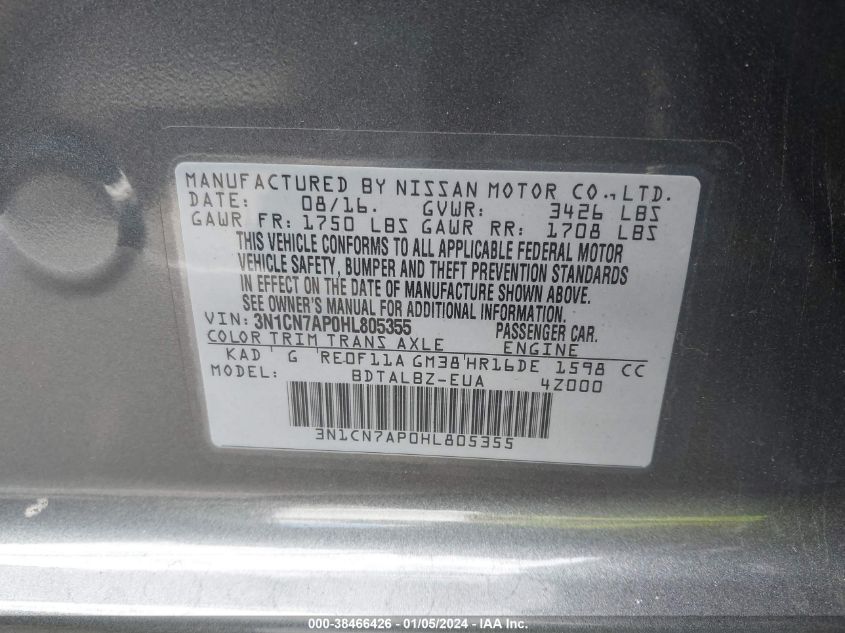 MANUFACTURED BY NISSAN MOTOR CO., LTD.
DATE: 08/16. GVWR: 3426 LBS
GAWR FR: 1750 LBS GAWR RR: 1708 LBS
THIS VEHICLE CONFORMS TO ALL APPLICABLE FEDERAL MOTOR
VEHICLE SAFETY, BUMPER AND THEFT PREVENTION STANDARDS
IN EFFECT ON THE DATE OF MANUFACTURE SHOWN ABOVE.
SEE OWNER'S MANUAL FOR ADDITIONAL INFORMATION.
VIN: 3N1CN7AP0HL805355 PASSENGER CAR.
COLOR TRIM TRANS AXLE ENGINE
KAD G RE0F11A GM38 HR16DE 1598 CC
MODEL: BDTALBZ-EUA 4Z000
3N1CN7AP0HL805355
000-38466426 - 01/05/2024 - IAA Inc.